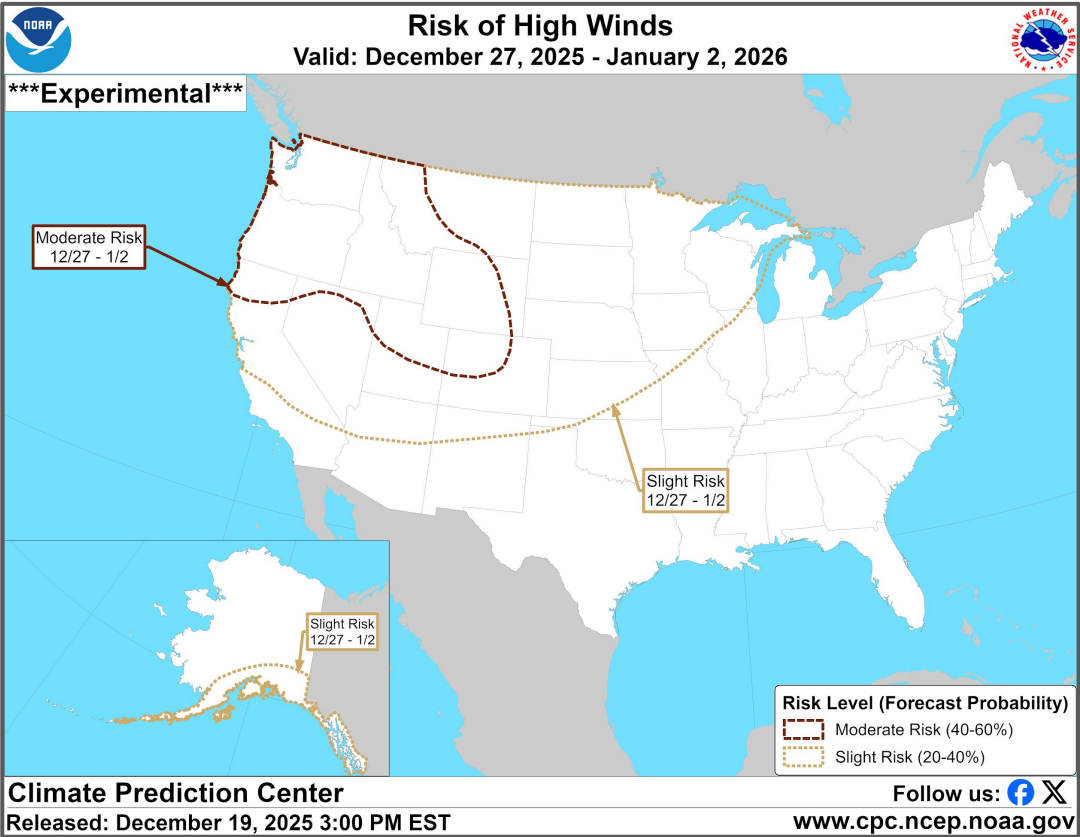 NOAA
Risk of High Winds
Valid: December 27, 2025 - January 2, 2026
NATIONAL WEATHER SERVICE
***Experimental***
Moderate Risk
12/27 - 1/2
Slight Risk
12/27 - 1/2
Slight Risk
12/27 - 1/2
Risk Level (Forecast Probability)
Moderate Risk (40-60%)
Slight Risk (20-40%)
Climate Prediction Center
Follow us:
Released: December 19, 2025 3:00 PM EST
www.cpc.ncep.noaa.gov